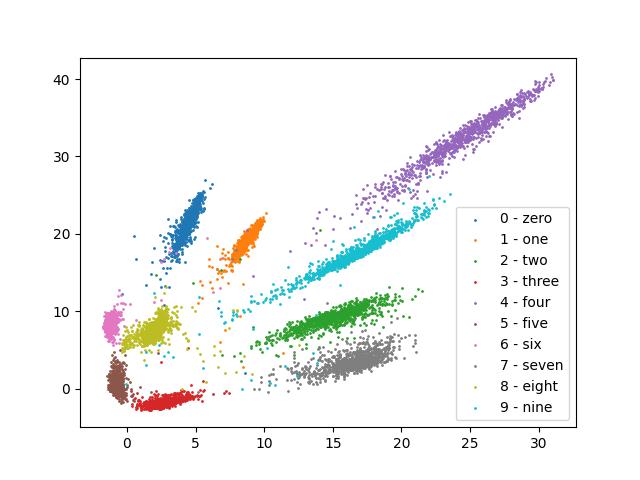 40
30
20
10
0
0 5 10 15 20 25 30
0 - zero
1 - one
2 - two
3 - three
4 - four
5 - five
6 - six
7 - seven
8 - eight
9 - nine